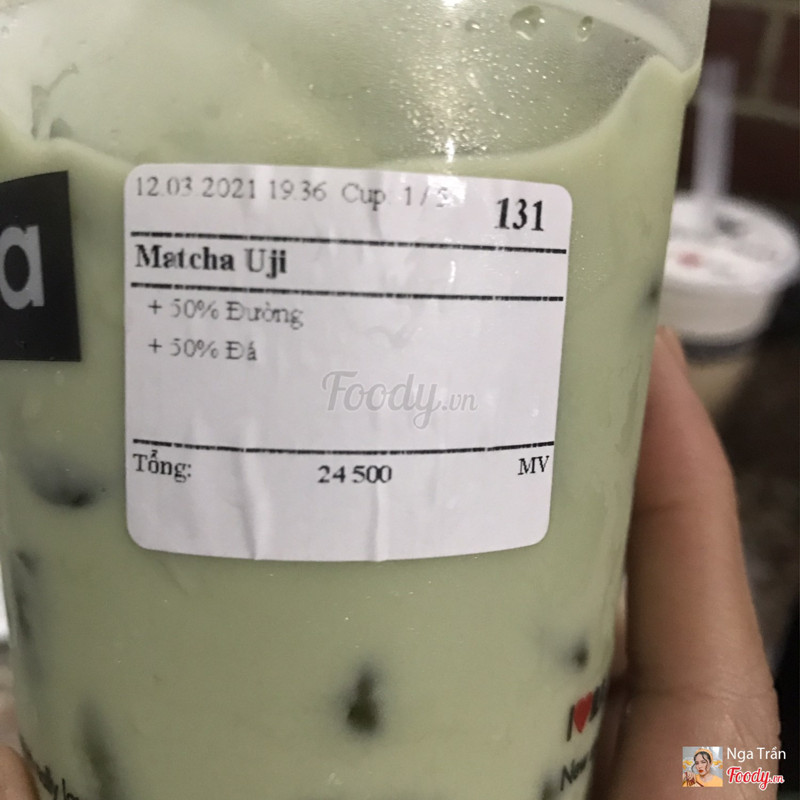 12.03.2021 19:36 Cup 1 /
131
Matcha Uji
+ 50% Đường
+ 50% Đá
Foody.vn
Tổng: 24 500 MV
a
I
Nga Trần
Foody.vn